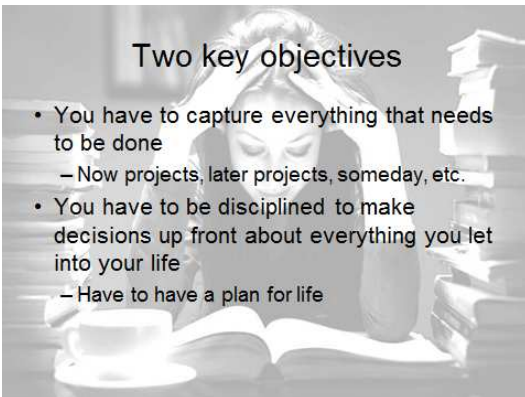 Two key objectives
• You have to capture everything that needs
to be done
– Now projects, later projects, someday, etc.
• You have to be disciplined to make
decisions up front about everything you let
into your life
– Have to have a plan for life